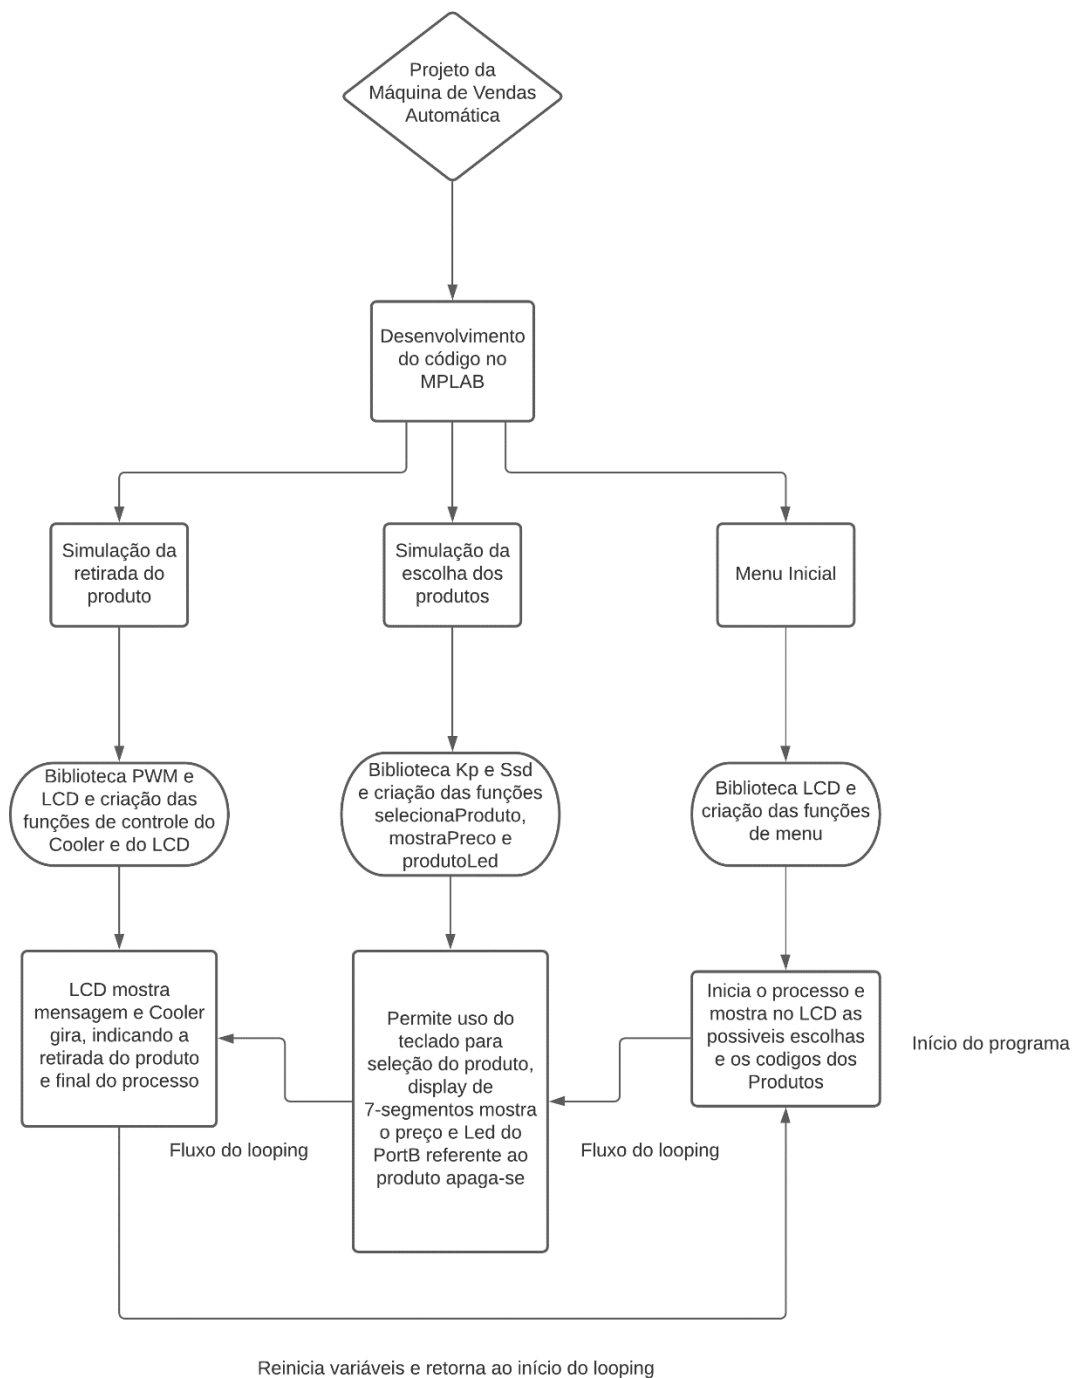 Projeto da
Máquina de Vendas
Automática
Desenvolvimento
do código no
MPLAB
Simulação da
retirada do
produto
Simulação da
escolha dos
produtos
Menu Inicial
Biblioteca PWM e
LCD e criação das
funções de controle do
Cooler e do LCD
Biblioteca Kp e Ssd
e criação das funções
selecionaProduto,
mostraPreco e
produtoLed
Biblioteca LCD e
criação das funções
de menu
LCD mostra
mensagem e Cooler
gira, indicando a
retirada do produto
e final do processo
Permite uso do
teclado para
seleção do produto,
display de
7-segmentos mostra
o preço e Led do
PortB referente ao
produto apaga-se
Inicia o processo e
mostra no LCD as
possiveis escolhas
e os codigos dos
Produtos
Início do programa
Fluxo do looping
Fluxo do looping
Reinicia variáveis e retorna ao início do looping